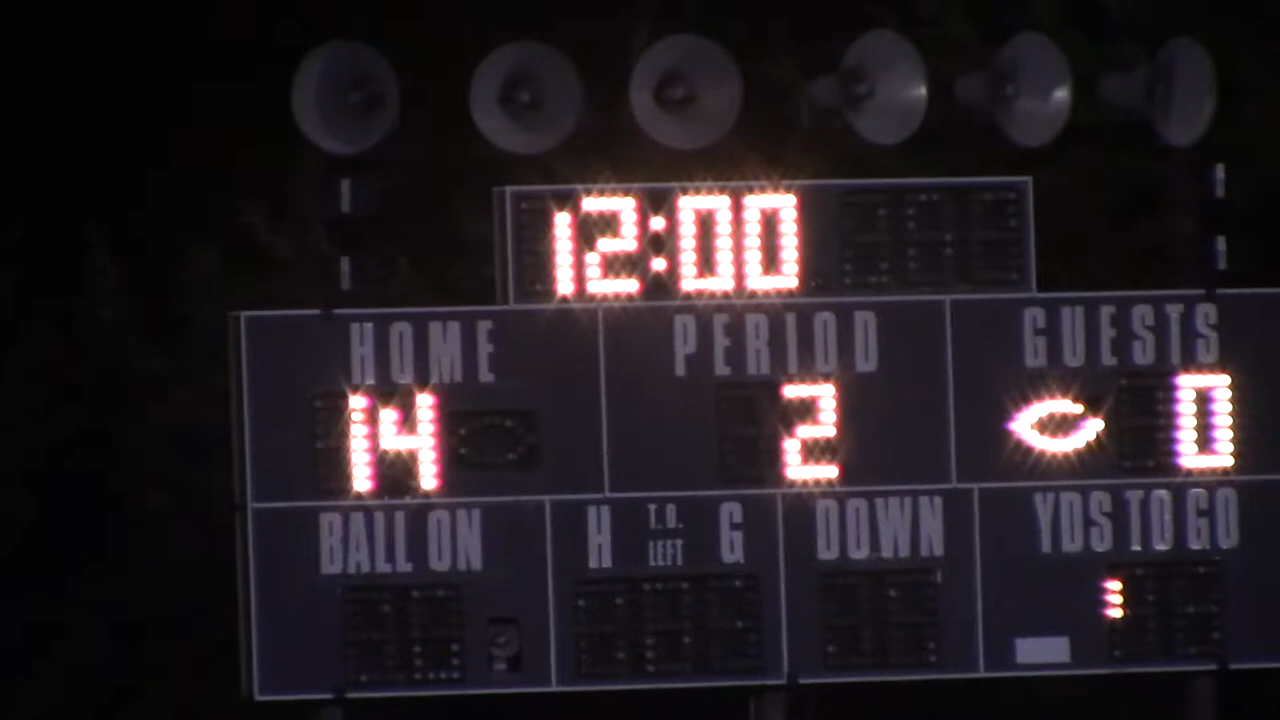 12:00
HOME PERIOD GUESTS
14 2 0
BALL ON H T.O. LEFT G DOWN YDS TO GO